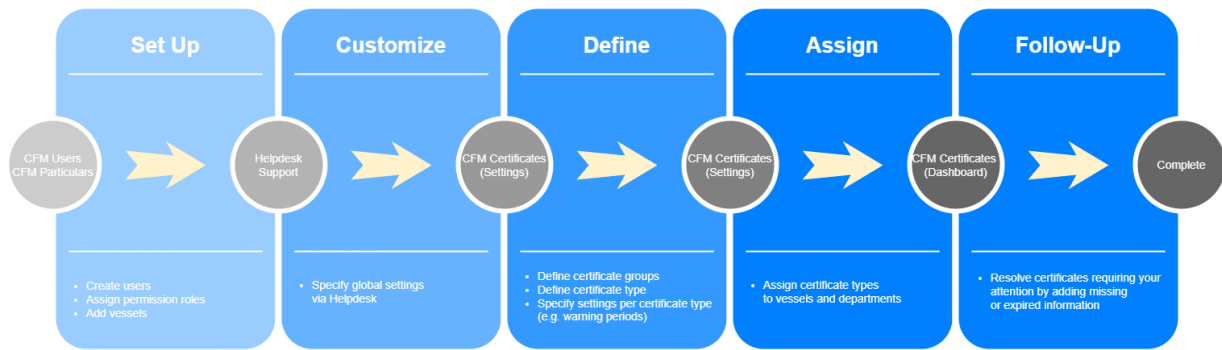 Set Up
Customize
Define
Assign
Follow-Up
CFM Users
CFM Particulars
Helpdesk
Support
CFM Certificates
(Settings)
CFM Certificates
(Settings)
CFM Certificates
(Dashboard)
Complete
• Create users
• Assign permission roles
• Add vessels
• Specify global settings
via Helpdesk
• Define certificate groups
• Define certificate type
• Specify settings per certificate type
(e.g. warning periods)
• Assign certificate types
to vessels and departments
• Resolve certificates requiring your
attention by adding missing
or expired information